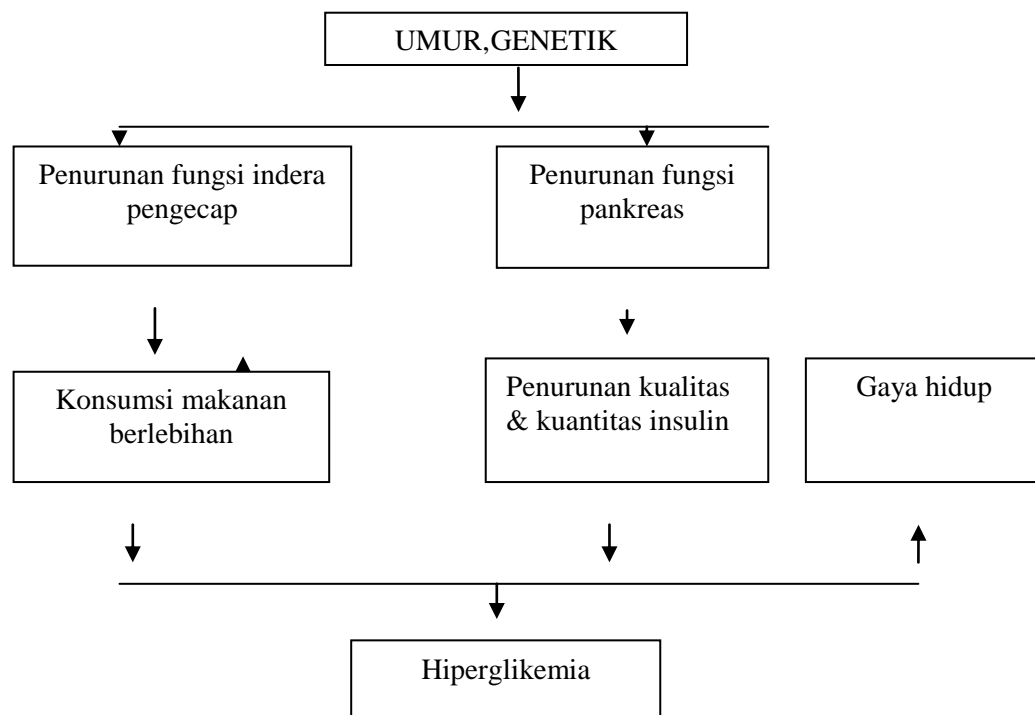 UMUR,GENETIK
Penurunan fungsi indera
pengecap
Penurunan fungsi
pankreas
Konsumsi makanan
berlebihan
Penurunan kualitas
& kuantitas insulin
Gaya hidup
Hiperglikemia